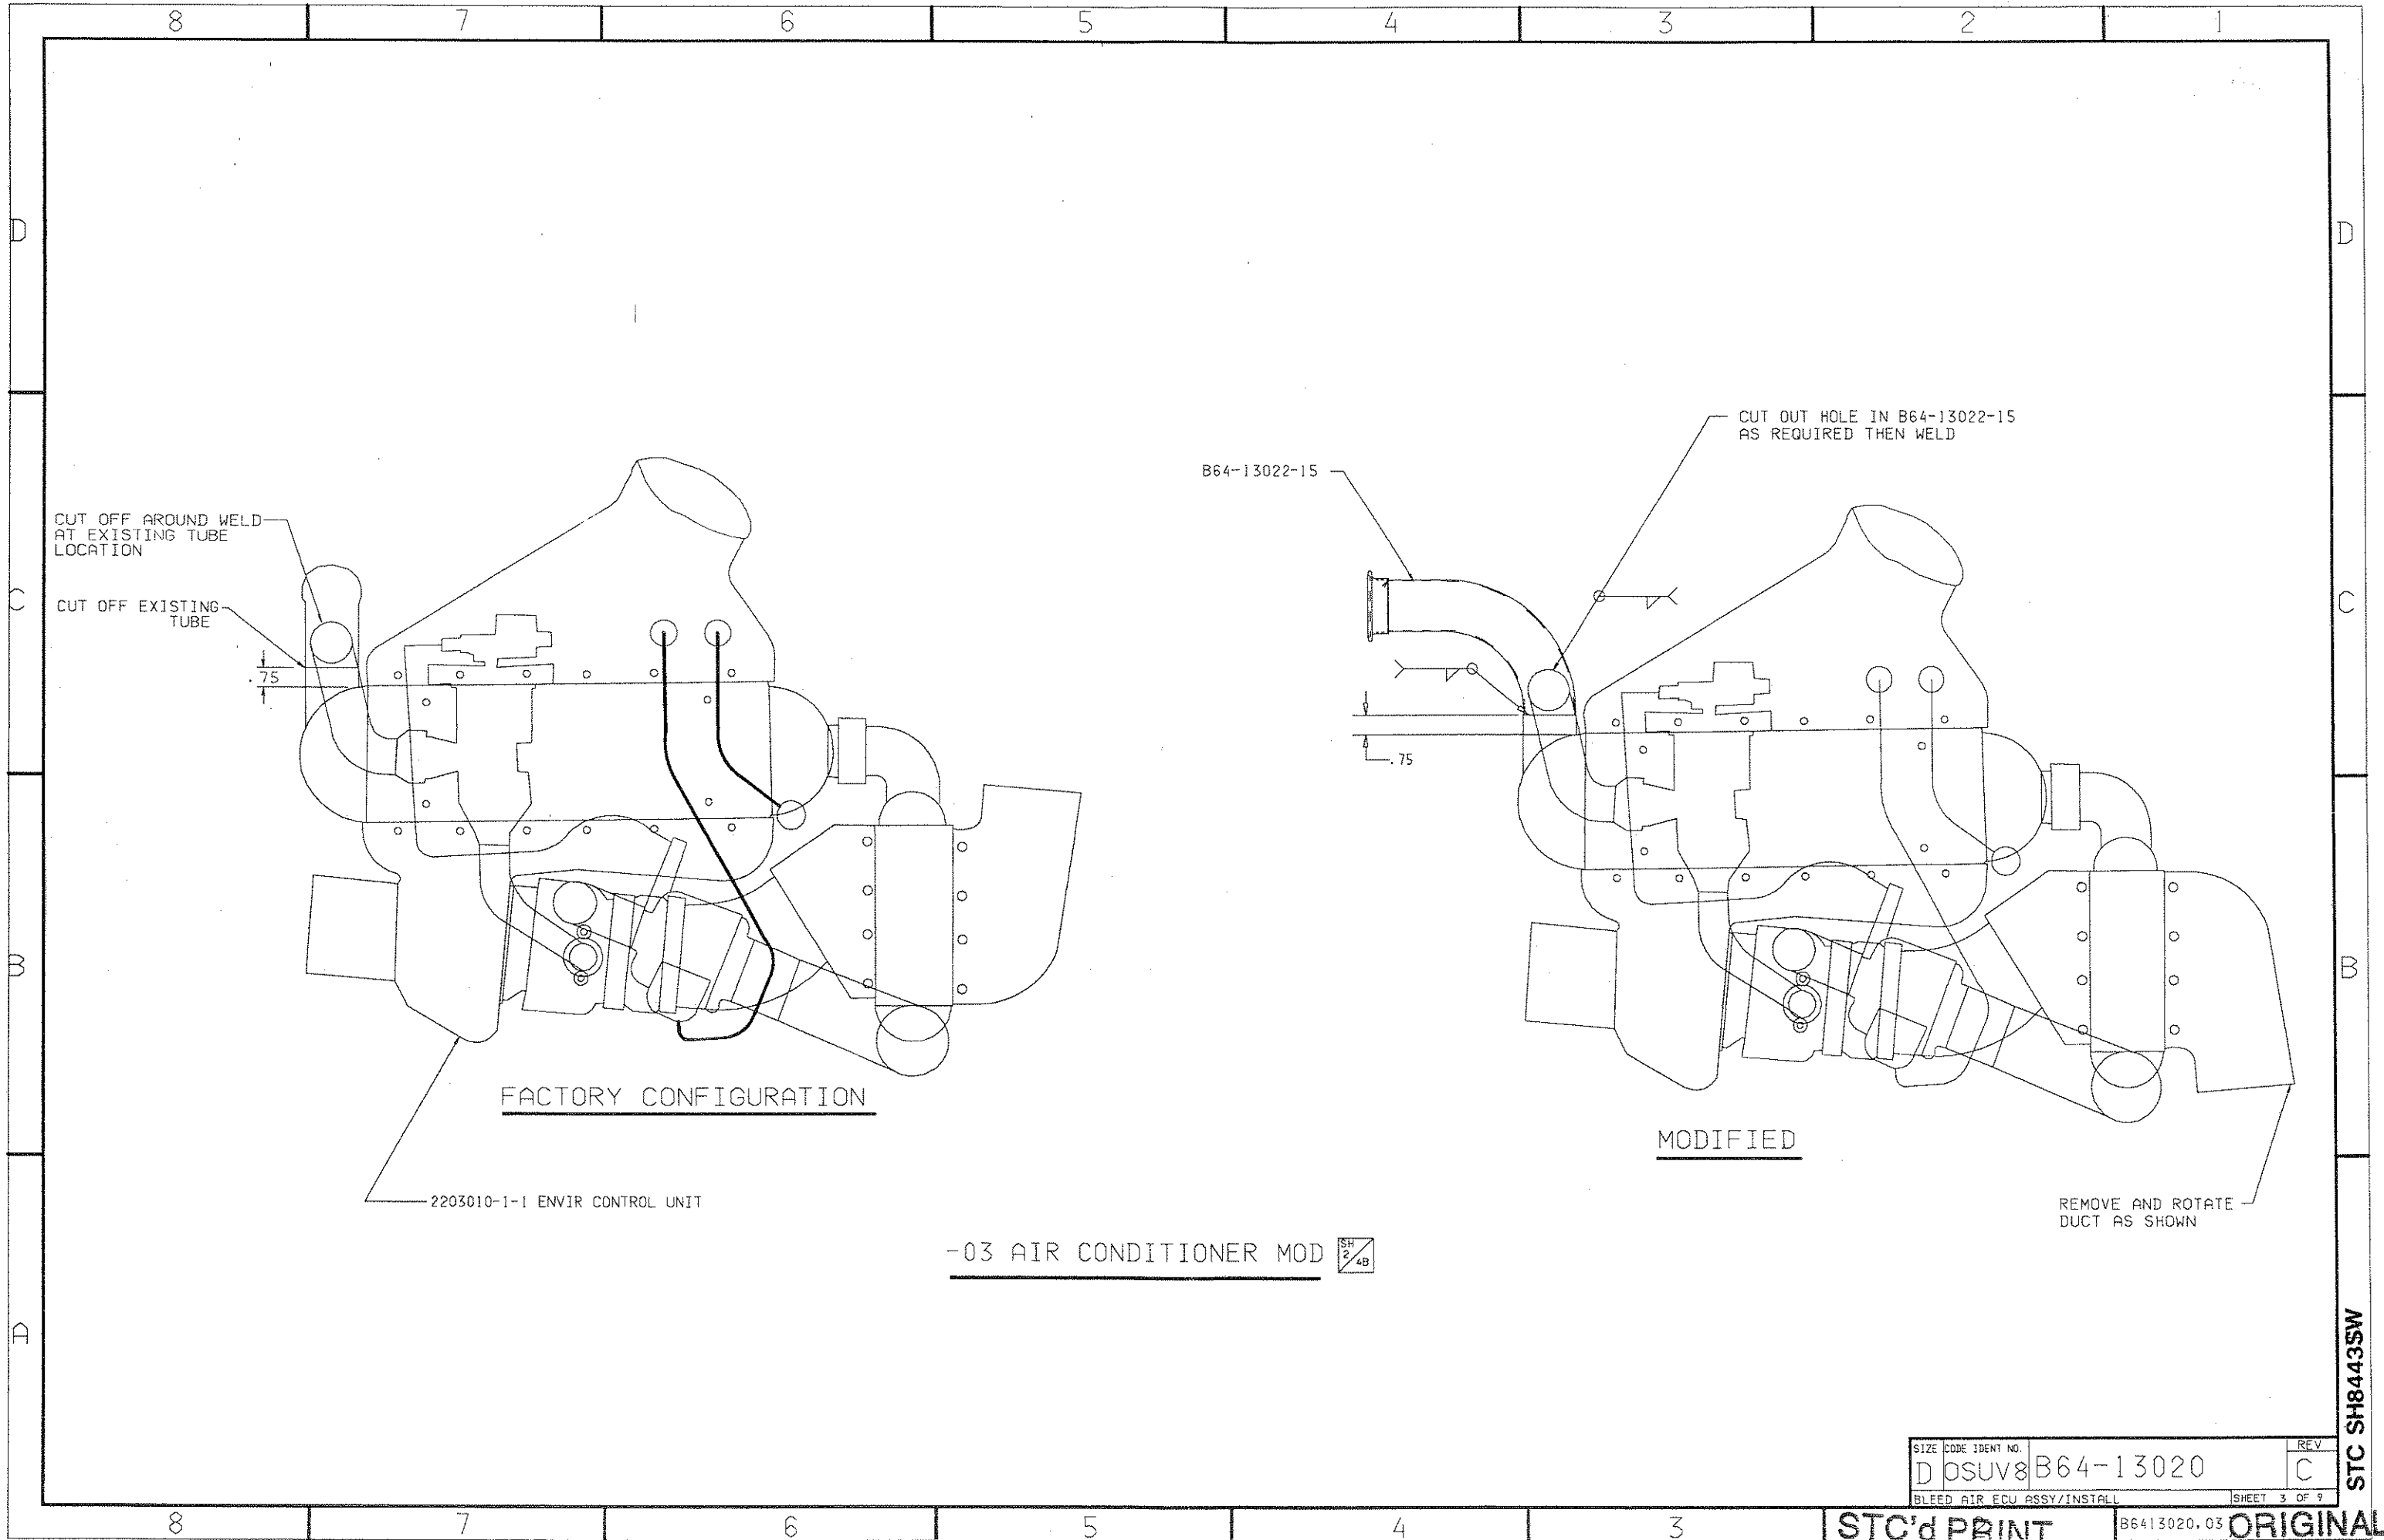 8 7 6 5 4 3 2 1
D D
CUT OUT HOLE IN B64-13022-15
AS REQUIRED THEN WELD
B64-13022-15
CUT OFF AROUND WELD
AT EXISTING TUBE
LOCATION
C C
CUT OFF EXISTING
TUBE
.75
.75
B B
FACTORY CONFIGURATION
MODIFIED
2203010-1-1 ENVIR CONTROL UNIT
REMOVE AND ROTATE
DUCT AS SHOWN
-03 AIR CONDITIONER MOD
SH
2/4B
A
STC SH8443SW
SIZE CODE IDENT NO. REV
D OSUV8 B64-13020 C
BLEED AIR ECU ASSY/INSTALL SHEET 3 OF 9
8 7 6 5 4 3
STC'd PRINT B6413020,03 ORIGINAL